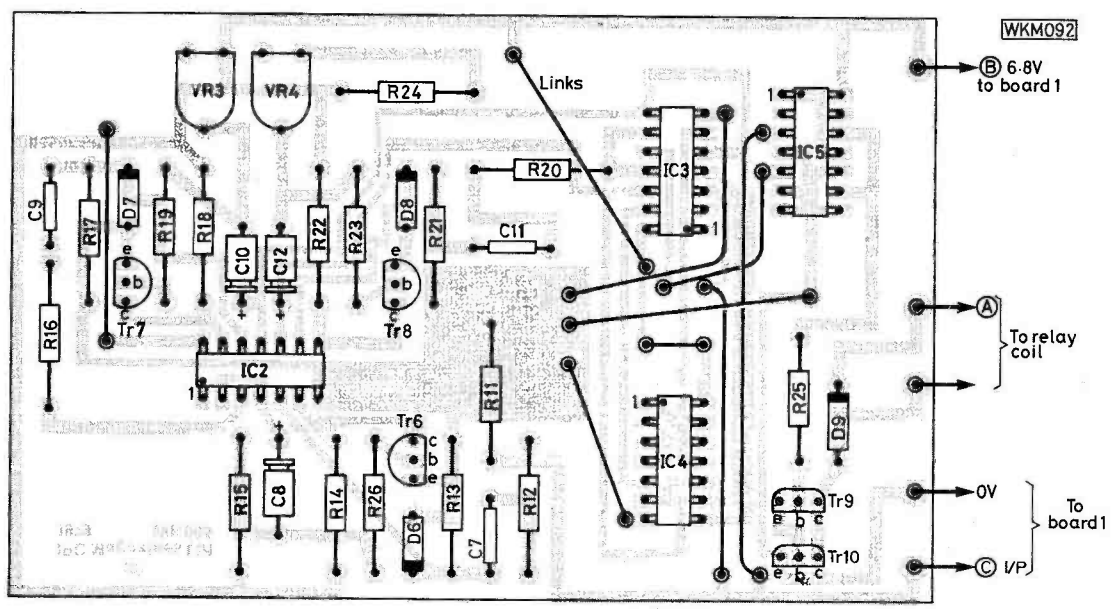 WKM092
B 6·8V
to board 1
VR3
VR4
R24
Links
IC3
1
1
IC5
R20
C9
R17
D7
R19
R18
C10
C12
R22
R23
D8
R21
C11
e
b
c
Tr7
e
b
c
Tr8
+
+
R16
IC2
1
A
To relay
coil
R11
R25
D9
1
IC4
Tr6
c
b
e
+
R15
C8
R14
R26
D6
R13
C7
R12
Tr9
e b c
Tr10
e b c
0V
To
board 1
C I/P